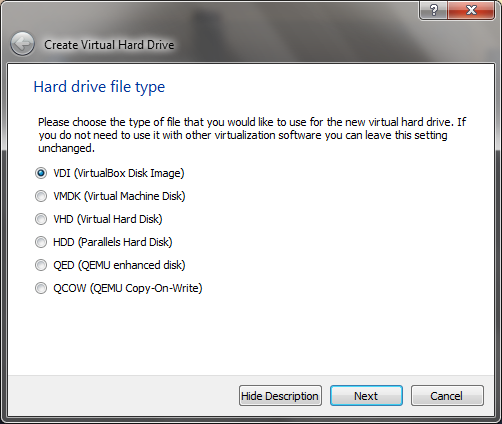 ?
Create Virtual Hard Drive
Hard drive file type
Please choose the type of file that you would like to use for the new virtual hard drive. If
you do not need to use it with other virtualization software you can leave this setting
unchanged.
VDI (VirtualBox Disk Image)
VMDK (Virtual Machine Disk)
VHD (Virtual Hard Disk)
HDD (Parallels Hard Disk)
QED (QEMU enhanced disk)
QCOW (QEMU Copy-On-Write)
Hide Description Next Cancel